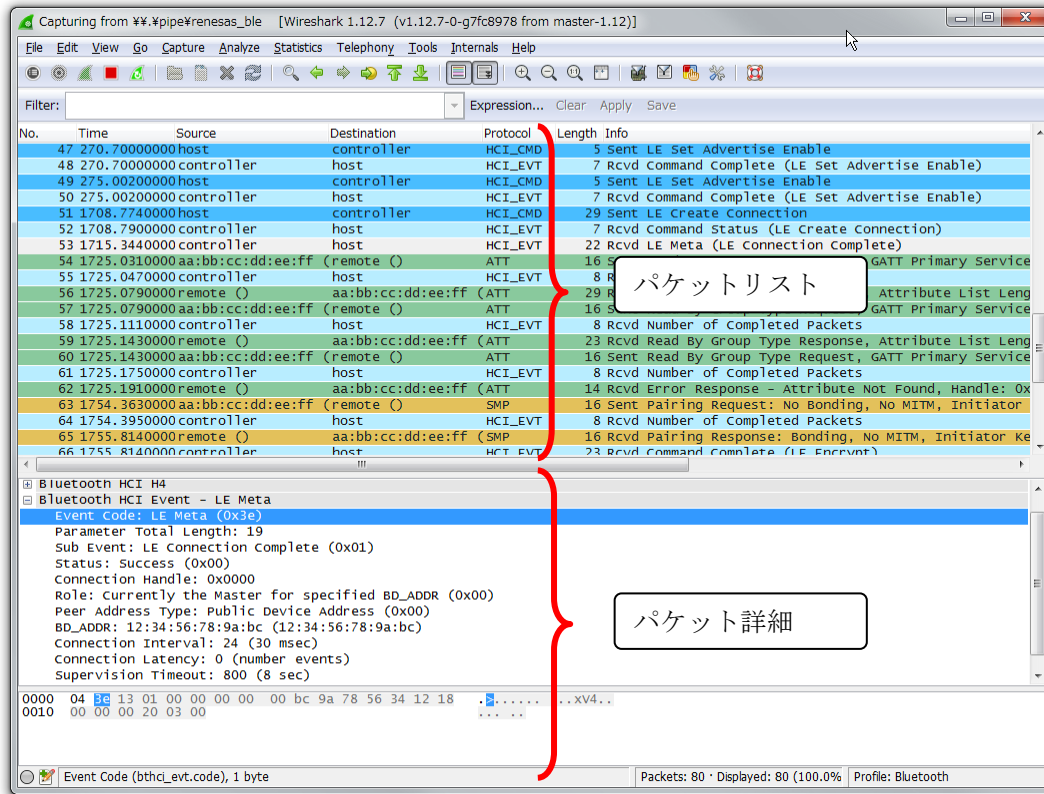 Capturing from ¥¥.¥pipe¥renesas_ble [Wireshark 1.12.7 (v1.12.7-0-g7fc8978 from master-1.12)]
File Edit View Go Capture Analyze Statistics Telephony Tools Internals Help
Filter: Expression... Clear Apply Save
No. Time Source Destination Protocol Length Info
47 270.70000000 host controller HCI_CMD 5 Sent LE Set Advertise Enable
48 270.70000000 controller host HCI_EVT 7 Rcvd Command Complete (LE Set Advertise Enable)
49 275.00200000 host controller HCI_CMD 5 Sent LE Set Advertise Enable
50 275.00200000 controller host HCI_EVT 7 Rcvd Command Complete (LE Set Advertise Enable)
51 1708.7740000 host controller HCI_CMD 29 Sent LE Create Connection
52 1708.7900000 controller host HCI_EVT 7 Rcvd Command Status (LE Create Connection)
53 1715.3440000 controller host HCI_EVT 22 Rcvd LE Meta (LE Connection Complete)
54 1725.0310000 aa:bb:cc:dd:ee:ff (remote () ATT 16 GATT Primary Service
55 1725.0470000 controller host HCI_EVT 8
パケットリスト
56 1725.0790000 remote () aa:bb:cc:dd:ee:ff (ATT 29 Attribute List Leng
57 1725.0790000 aa:bb:cc:dd:ee:ff (remote () ATT 16 GATT Primary Service
58 1725.1110000 controller host HCI_EVT 8 Rcvd Number of Completed Packets
59 1725.1430000 remote () aa:bb:cc:dd:ee:ff (ATT 23 Rcvd Read By Group Type Response, Attribute List Leng
60 1725.1430000 aa:bb:cc:dd:ee:ff (remote () ATT 16 Sent Read By Group Type Request, GATT Primary Service
61 1725.1750000 controller host HCI_EVT 8 Rcvd Number of Completed Packets
62 1725.1910000 remote () aa:bb:cc:dd:ee:ff (ATT 14 Rcvd Error Response - Attribute Not Found, Handle: 0x
63 1754.3630000 aa:bb:cc:dd:ee:ff (remote () SMP 16 Sent Pairing Request: No Bonding, No MITM, Initiator
64 1754.3950000 controller host HCI_EVT 8 Rcvd Number of Completed Packets
65 1755.8140000 remote () aa:bb:cc:dd:ee:ff (SMP 16 Rcvd Pairing Response: Bonding, No MITM, Initiator Ke
66 1755.8140000 controller host HCI_EVT 23 Rcvd Command Complete (LE Encrypt)
Bluetooth HCI H4
Bluetooth HCI Event - LE Meta
Event Code: LE Meta (0x3e)
Parameter Total Length: 19
Sub Event: LE Connection Complete (0x01)
Status: Success (0x00)
Connection Handle: 0x0000
Role: Currently the Master for specified BD_ADDR (0x00)
Peer Address Type: Public Device Address (0x00)
パケット詳細
BD_ADDR: 12:34:56:78:9a:bc (12:34:56:78:9a:bc)
Connection Interval: 24 (30 msec)
Connection Latency: 0 (number events)
Supervision Timeout: 800 (8 sec)
0000 04 3e 13 01 00 00 00 00 00 bc 9a 78 56 34 12 18 .>...... ...xV4..
0010 00 00 00 20 03 00 ... ..
Event Code (bthci_evt.code), 1 byte Packets: 80 · Displayed: 80 (100.0% Profile: Bluetooth